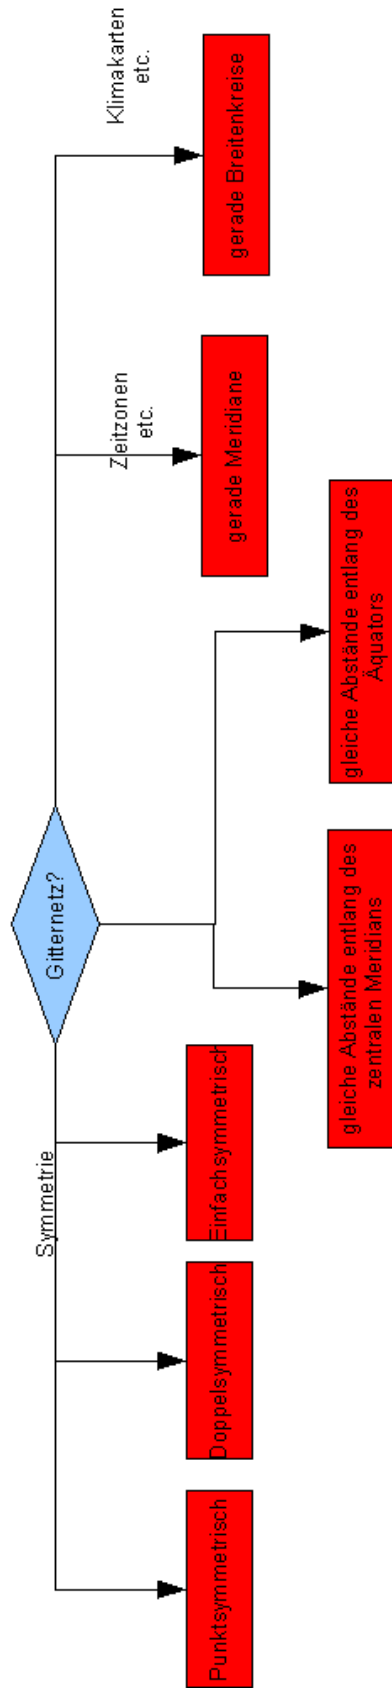 Gitternetz?
Symmetrie
Zeitzonen
etc.
Klimakarten
etc.
Punktsymmetrisch
Doppelsymmetrisch
Einfachsymmetrisch
gerade Meridiane
gerade Breitenkreise
gleiche Abstände entlang des
zentralen Meridians
gleiche Abstände entlang des
Äquators